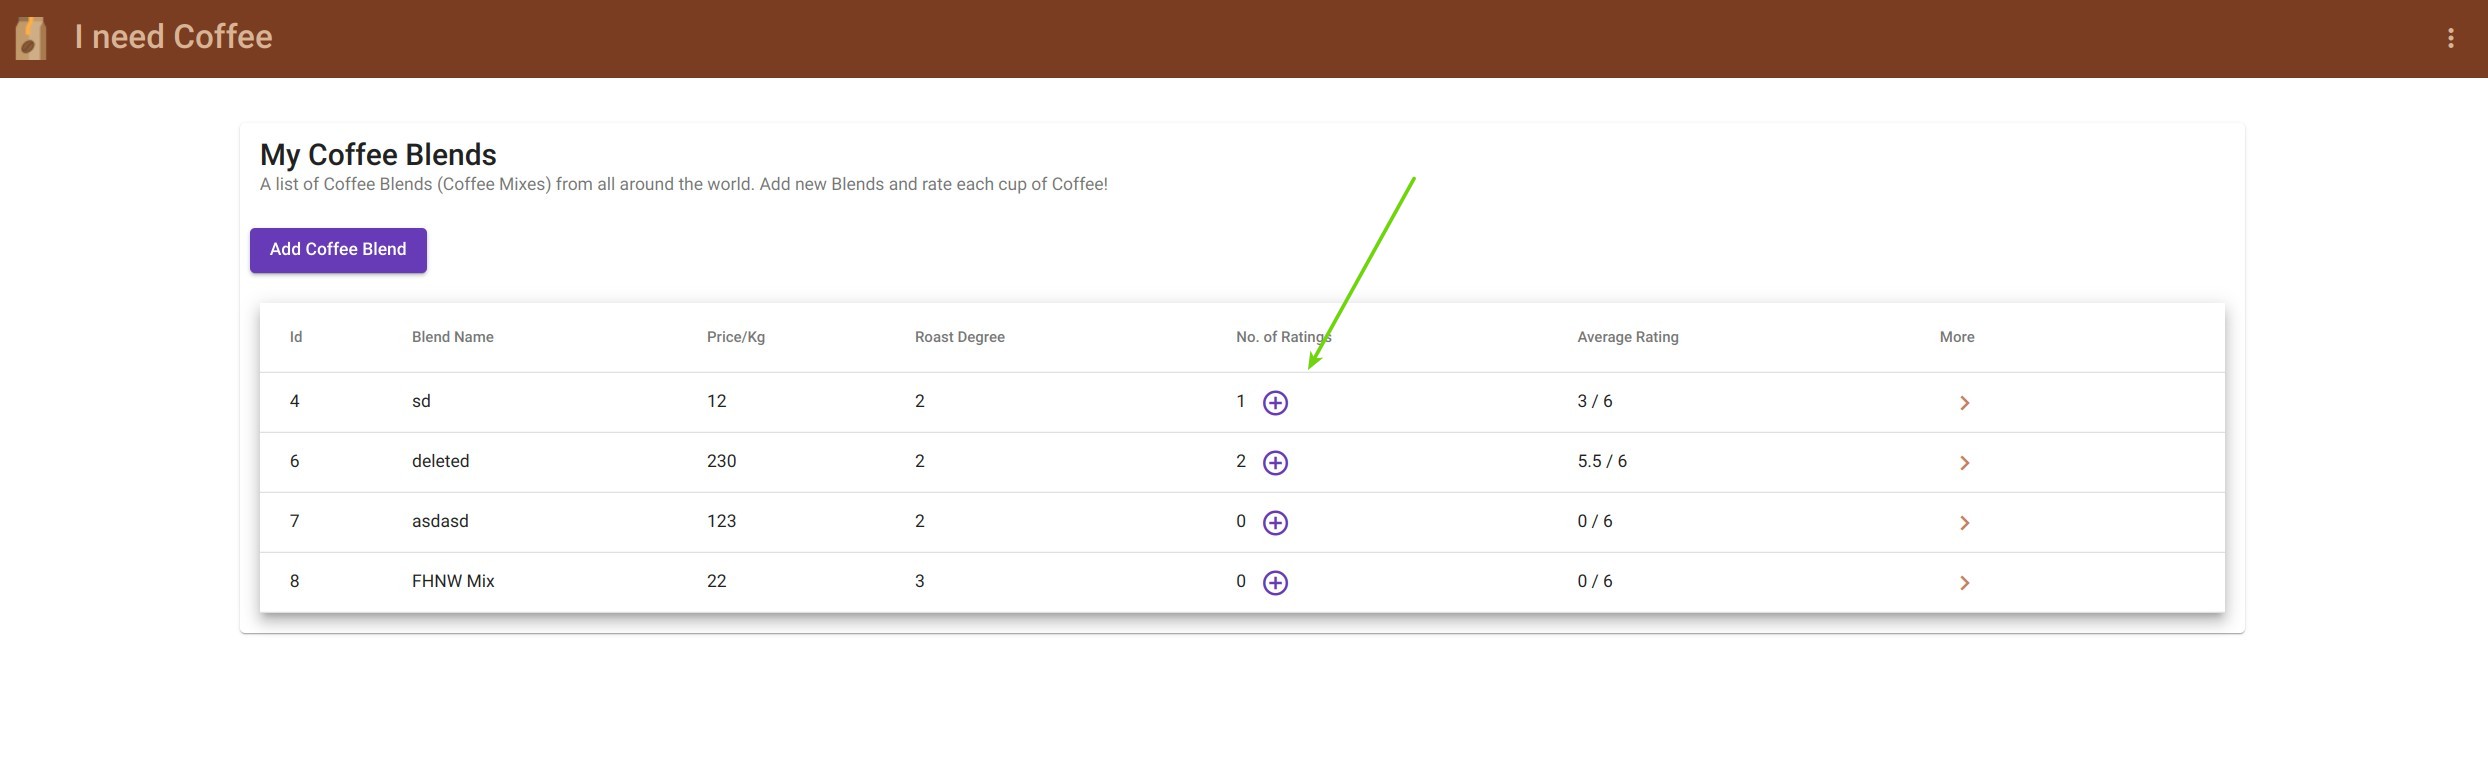 I need Coffee
My Coffee Blends
A list of Coffee Blends (Coffee Mixes) from all around the world. Add new Blends and rate each cup of Coffee!
Add Coffee Blend
Id Blend Name Price/Kg Roast Degree No. of Ratings Average Rating More
4 sd 12 2 1 3 / 6
6 deleted 230 2 2 5.5 / 6
7 asdasd 123 2 0 0 / 6
8 FHNW Mix 22 3 0 0 / 6